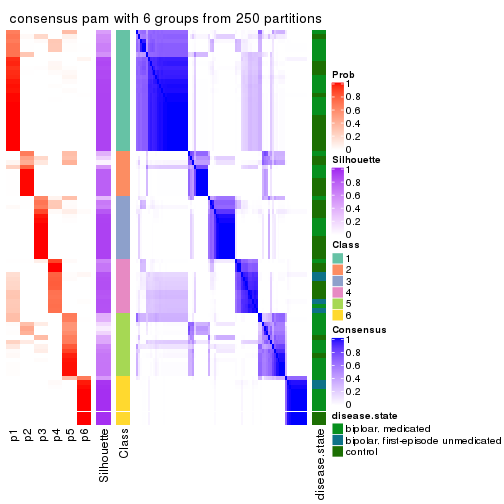 consensus pam with 6 groups from 250 partitions
Prob
1
0.8
0.6
0.4
0.2
0
Silhouette
1
0.8
0.6
0.4
0.2
0
Class
1
2
3
4
5
6
Consensus
1
0.8
0.6
0.4
0.2
0
disease.state
biploar. medicated
bipolar. first-episode unmedicated
control
p1
p2
p3
p4
p5
p6
Silhouette
Class
disease.state